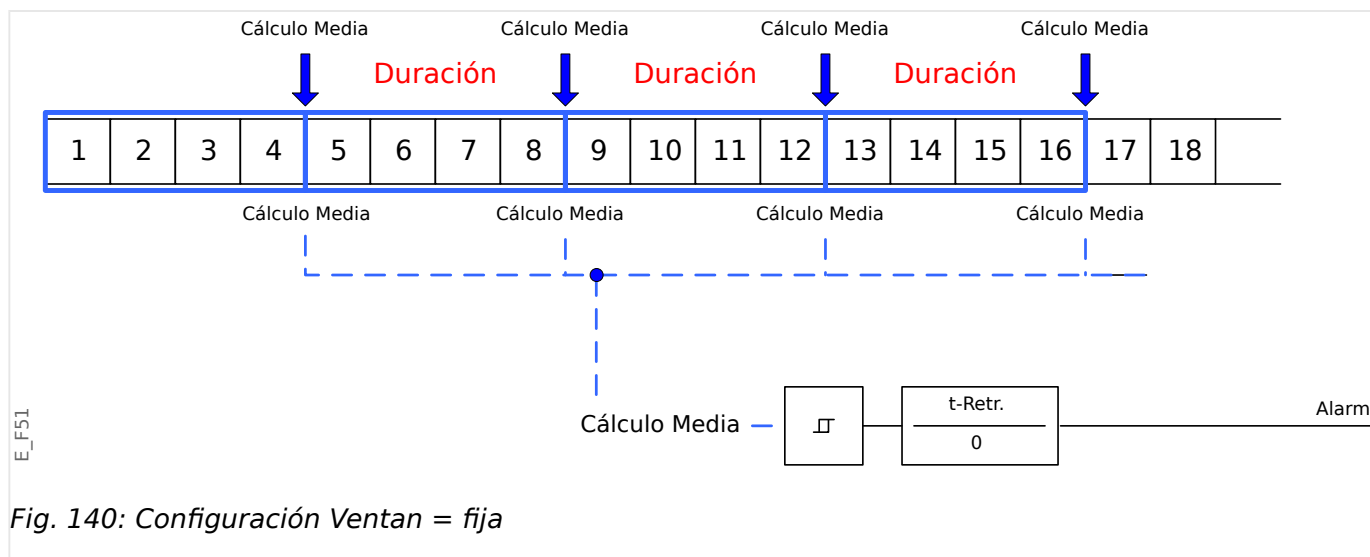 Cálculo Media Cálculo Media Cálculo Media Cálculo Media
Duración Duración Duración
1 2 3 4 5 6 7 8 9 10 11 12 13 14 15 16 17 18
Cálculo Media Cálculo Media Cálculo Media Cálculo Media
t-Retr.
Cálculo Media
Alarm
0
E_F51
Fig. 140: Configuración Ventan = fija